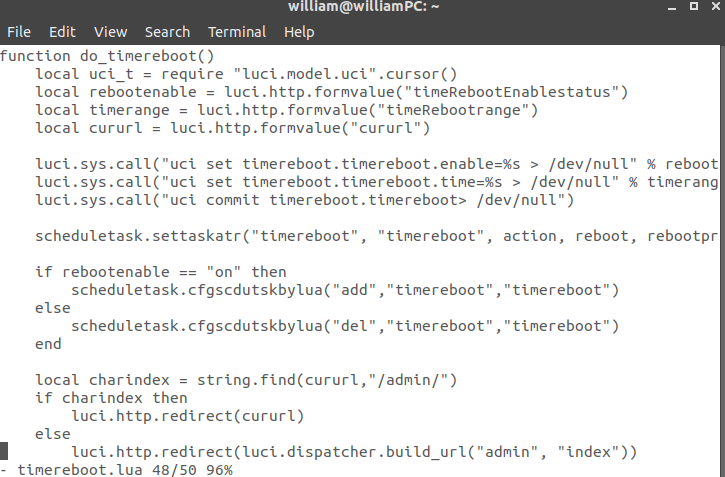 william@williamPC: ~
File Edit View Search Terminal Help
function do_timereboot()
    local uci_t = require "luci.model.uci".cursor()
    local rebootenable = luci.http.formvalue("timeRebootEnablestatus")
    local timerange = luci.http.formvalue("timeRebootrange")
    local cururl = luci.http.formvalue("cururl")

    luci.sys.call("uci set timereboot.timereboot.enable=%s > /dev/null" % reboot
    luci.sys.call("uci set timereboot.timereboot.time=%s > /dev/null" % timerang
    luci.sys.call("uci commit timereboot.timereboot> /dev/null")

    scheduletask.settaskatr("timereboot", "timereboot", action, reboot, rebootpr

    if rebootenable == "on" then
        scheduletask.cfgscdutskbylua("add","timereboot","timereboot")
    else
        scheduletask.cfgscdutskbylua("del","timereboot","timereboot")
    end

    local charindex = string.find(cururl,"/admin/")
    if charindex then
        luci.http.redirect(cururl)
    else
        luci.http.redirect(luci.dispatcher.build_url("admin", "index"))
- timereboot.lua 48/50 96%